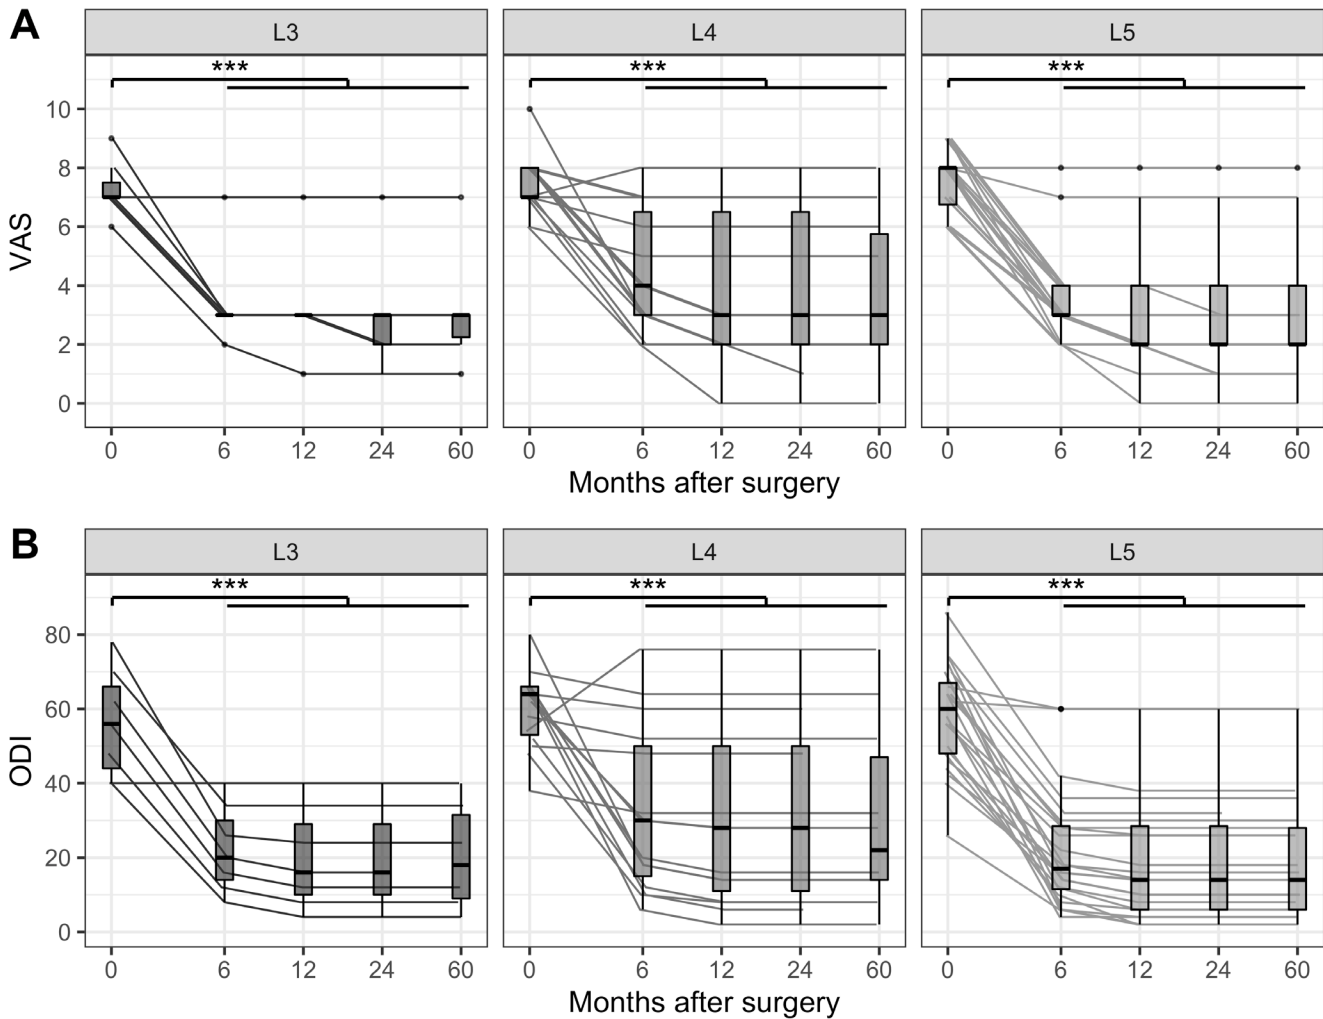 A
L3 L4 L5
*** *** ***
VAS
10
8
6
4
2
0
0 6 12 24 60 0 6 12 24 60 0 6 12 24 60
Months after surgery
B
L3 L4 L5
*** *** ***
ODI
80
60
40
20
0
0 6 12 24 60 0 6 12 24 60 0 6 12 24 60
Months after surgery